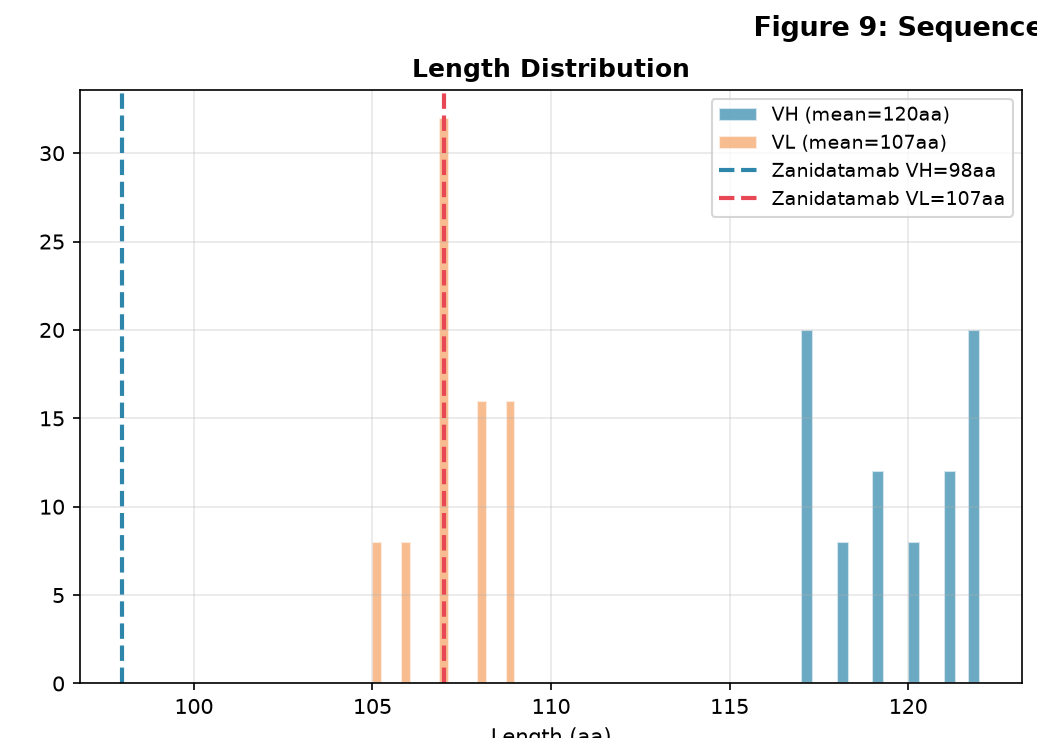 Figure 9: Sequence
Length Distribution
VH (mean=120aa)
VL (mean=107aa)
Zanidatamab VH=98aa
Zanidatamab VL=107aa
30
25
20
15
10
5
0
100 105 110 115 120
Length (aa)